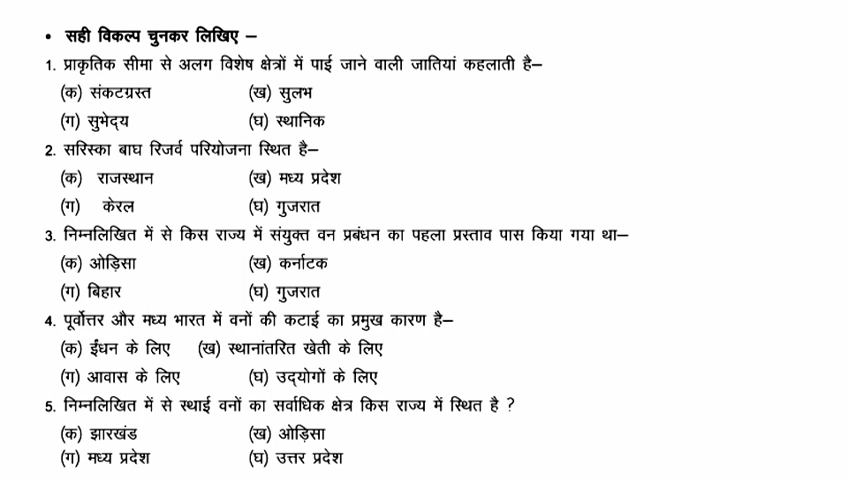 • सही विकल्प चुनकर लिखिए –
1. प्राकृतिक सीमा से अलग विशेष क्षेत्रों में पाई जाने वाली जातियां कहलाती है–
(क) संकटग्रस्त (ख) सुलभ
(ग) सुभेद्य (घ) स्थानिक
2. सरिस्का बाघ रिजर्व परियोजना स्थित है–
(क) राजस्थान (ख) मध्य प्रदेश
(ग) केरल (घ) गुजरात
3. निम्नलिखित में से किस राज्य में संयुक्त वन प्रबंधन का पहला प्रस्ताव पास किया गया था–
(क) ओड़िसा (ख) कर्नाटक
(ग) बिहार (घ) गुजरात
4. पूर्वोत्तर और मध्य भारत में वनों की कटाई का प्रमुख कारण है–
(क) ईंधन के लिए (ख) स्थानांतरित खेती के लिए
(ग) आवास के लिए (घ) उद्योगों के लिए
5. निम्नलिखित में से स्थाई वनों का सर्वाधिक क्षेत्र किस राज्य में स्थित है ?
(क) झारखंड (ख) ओड़िसा
(ग) मध्य प्रदेश (घ) उत्तर प्रदेश